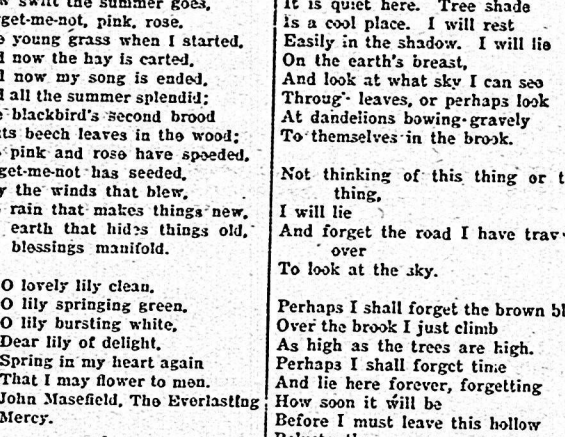 swift the summer goes,
get-me-not, pink, rose.
young grass when I started,
now the hay is carted,
now my song is ended,
all the summer splendid;
blackbird's second brood
beech leaves in the wood;
pink and rose have speeded,
get-me-not has seeded.
the winds that blew,
rain that makes things new,
earth that hides things old,
blessings manifold.
O lovely lily clean,
O lily springing green,
O lily bursting white,
Dear lily of delight,
Spring in my heart again
That I may flower to men.
John Masefield, The Everlasting
Mercy.
It is quiet here. Tree shade
is a cool place. I will rest
Easily in the shadow. I will lie
On the earth's breast,
And look at what sky I can see
Throug- leaves, or perhaps look
At dandelions bowing gravely
To themselves in the brook.
Not thinking of this thing or t
thing,
I will lie
And forget the road I have trav
over
To look at the sky.
Perhaps I shall forget the brown bl
Over the brook I just climb
As high as the trees are high.
Perhaps I shall forget time
And lie here forever, forgetting
How soon it will be
Before I must leave this hollow